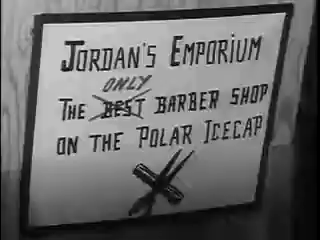 JORDAN'S EMPORIUM
ONLY
THE BEST BARBER SHOP
ON THE POLAR ICECAP